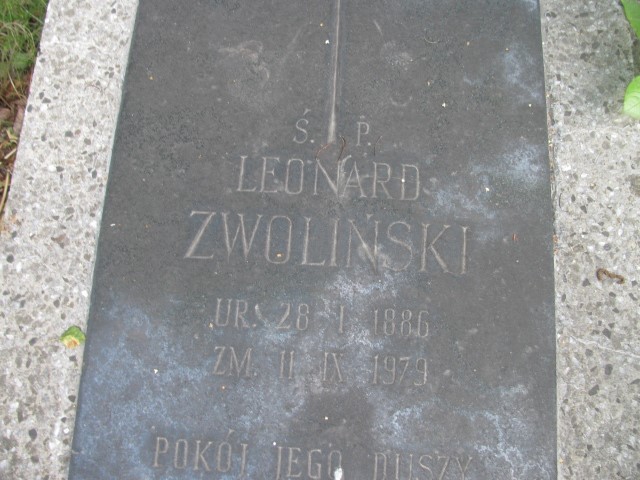 Ś. P.
LEONARD
ZWOLIŃSKI
UR. 28 I 1886
ZM. 11 IX 1979
POKÓJ JEGO DUSZY